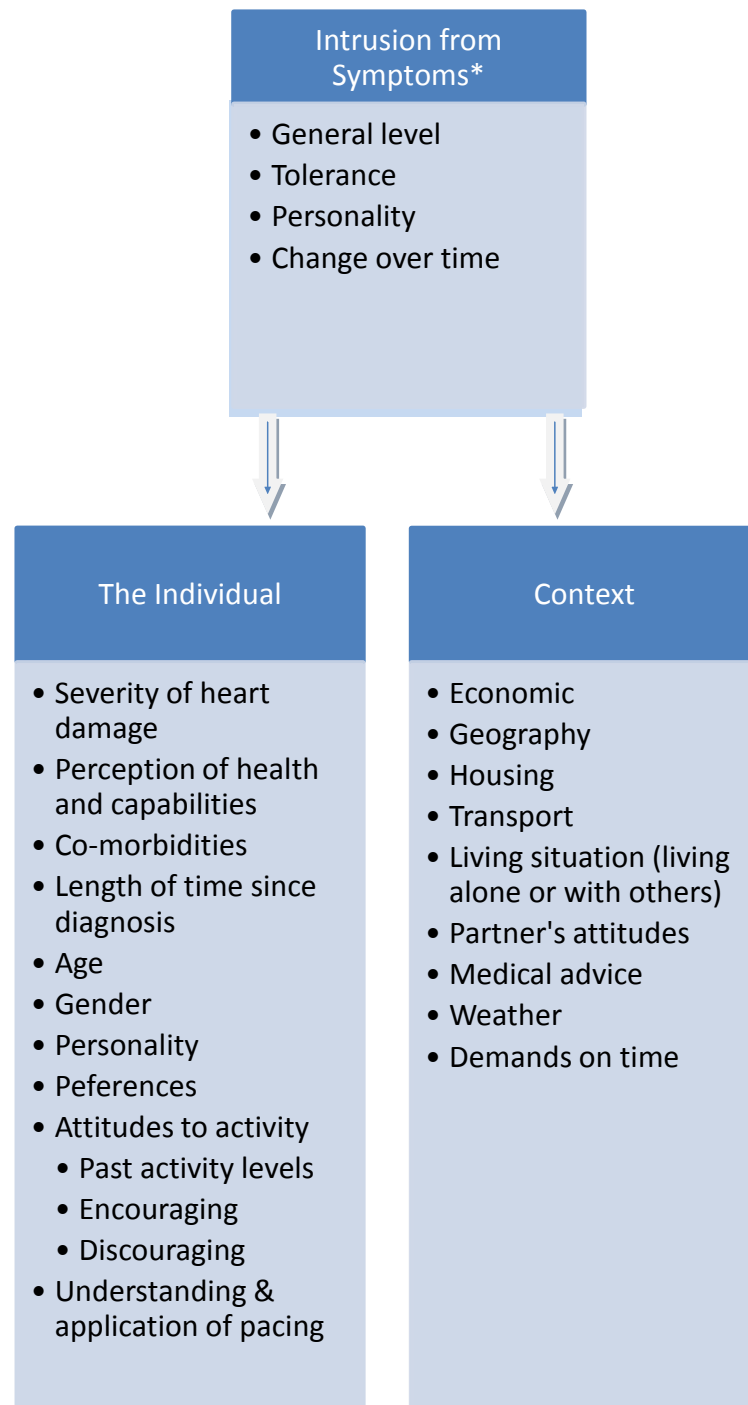 Intrusion from
Symptoms*
• General level
• Tolerance
• Personality
• Change over time
The Individual
• Severity of heart
damage
• Perception of health
and capabilities
• Co-morbidities
• Length of time since
diagnosis
• Age
• Gender
• Personality
• Peferences
• Attitudes to activity
• Past activity levels
• Encouraging
• Discouraging
• Understanding &
application of pacing
Context
• Economic
• Geography
• Housing
• Transport
• Living situation (living
alone or with others)
• Partner's attitudes
• Medical advice
• Weather
• Demands on time